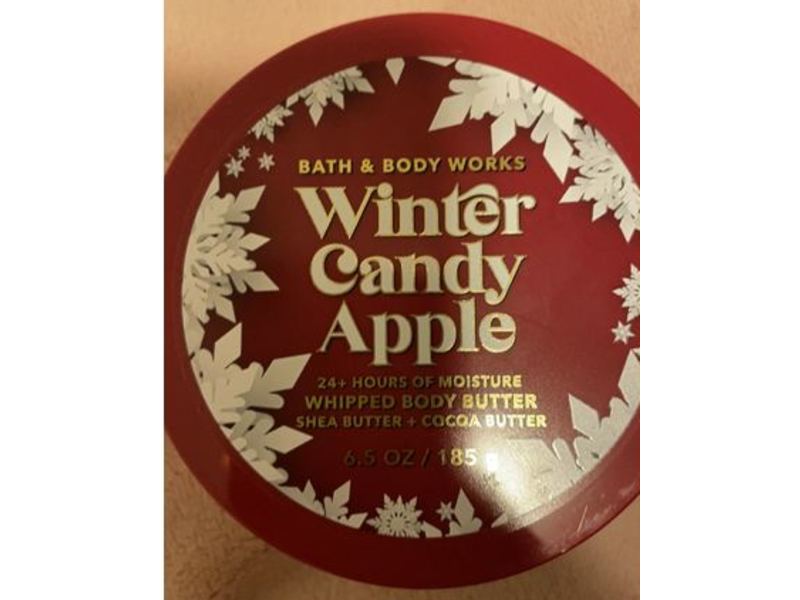 BATH & BODY WORKS
Winter
Candy
Apple
24+ HOURS OF MOISTURE
WHIPPED BODY BUTTER
SHEA BUTTER + COCOA BUTTER
6.5 OZ / 185 g